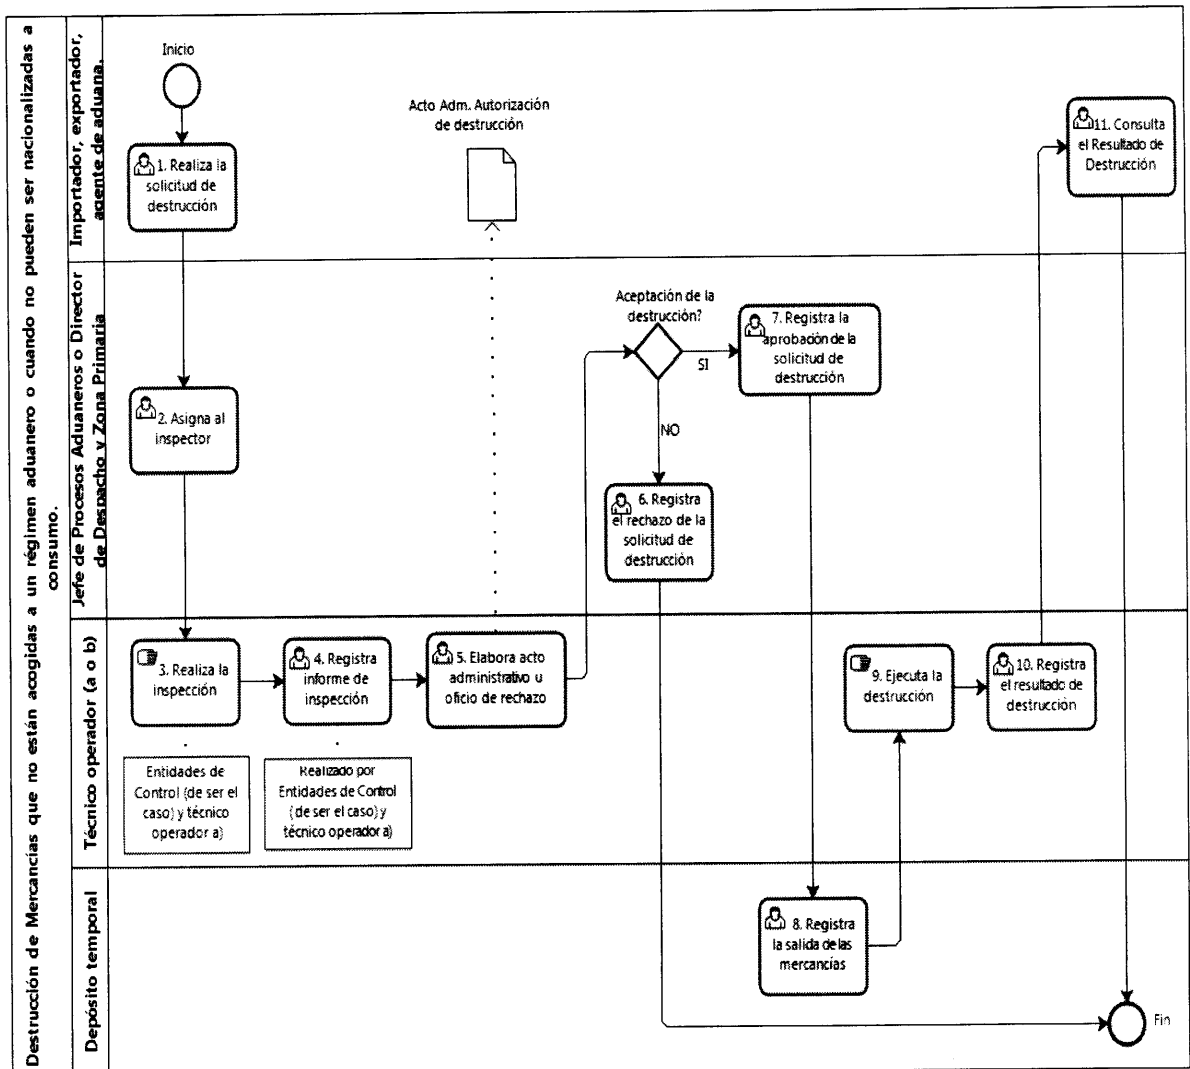 Destrucción de Mercancías que no están acogidas a un régimen aduanero o cuando no pueden ser nacionalizadas a
consumo.
Importador, exportador,
agente de aduana.
Inicio
1. Realiza la
solicitud de
destrucción
Acto Adm. Autorización
de destrucción
11. Consulta
el Resultado de
Destrucción
Jefe de Procesos Aduaneros o Director
de Despacho y Zona Primaria
2. Asigna al
inspector
Aceptación de la
destrucción?
SI
NO
7. Registra la
aprobación de la
solicitud de
destrucción
6. Registra
el rechazo de la
solicitud de
destrucción
Técnico operador (a o b)
3. Realiza la
inspección
4. Registra
informe de
inspección
5. Elabora acto
administrativo u
oficio de rechazo
9. Ejecuta la
destrucción
10. Registra
el resultado de
destrucción
Entidades de
Control (de ser el
caso) y técnico
operador a)
Realizado por
Entidades de Control
(de ser el caso) y
técnico operador a)
Depósito temporal
8. Registra
la salida de las
mercancías
Fin